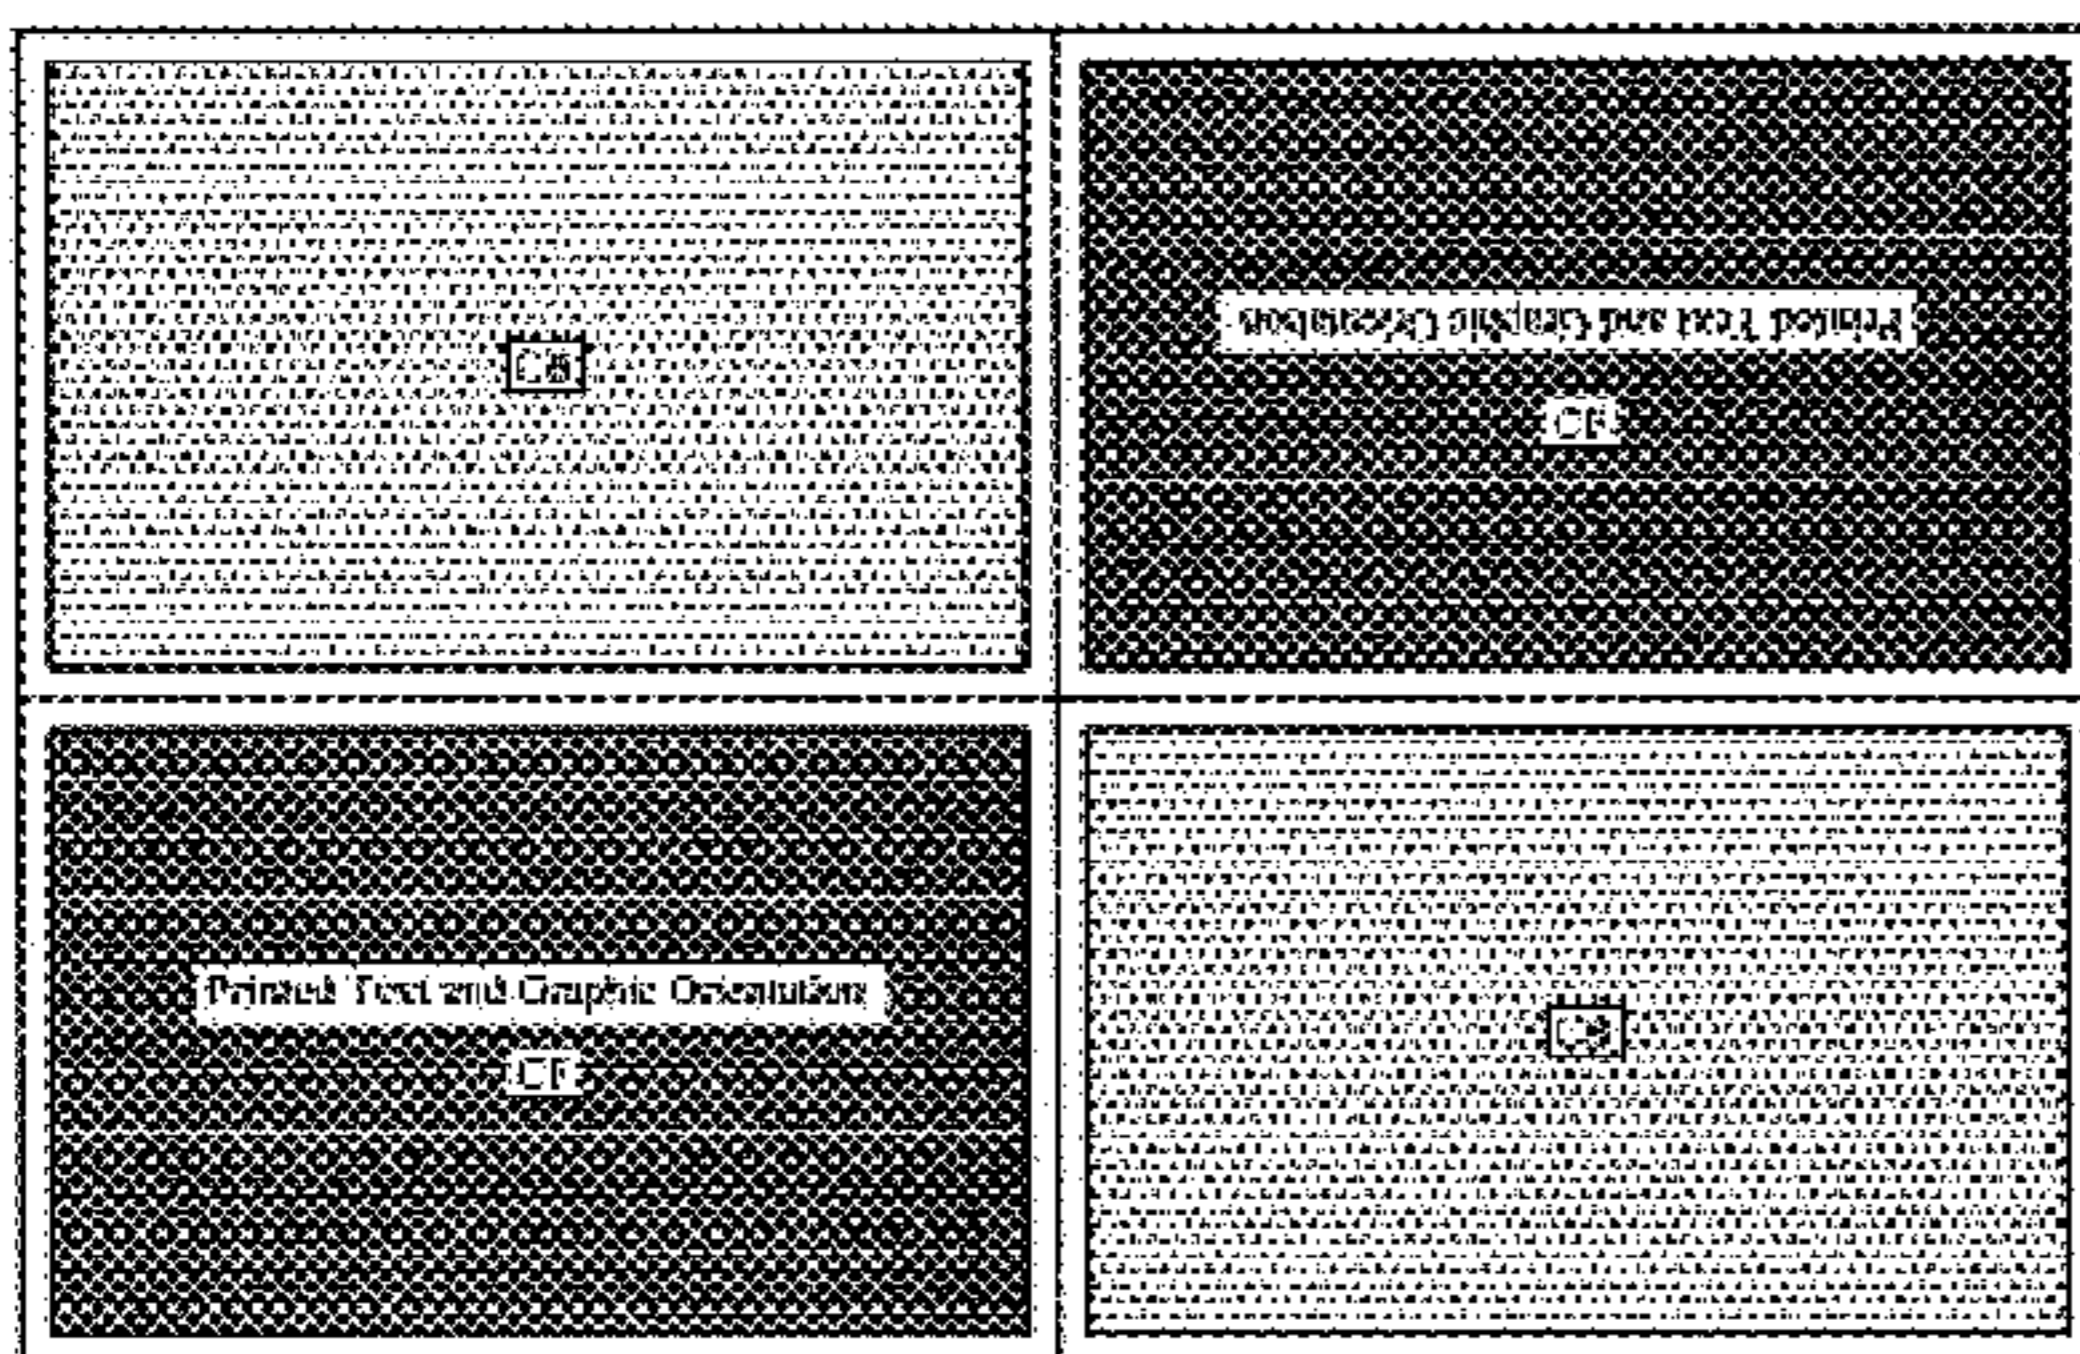 Printed Text and Graphic Orientation
CF
Printed Text and Graphic Orientation
CF